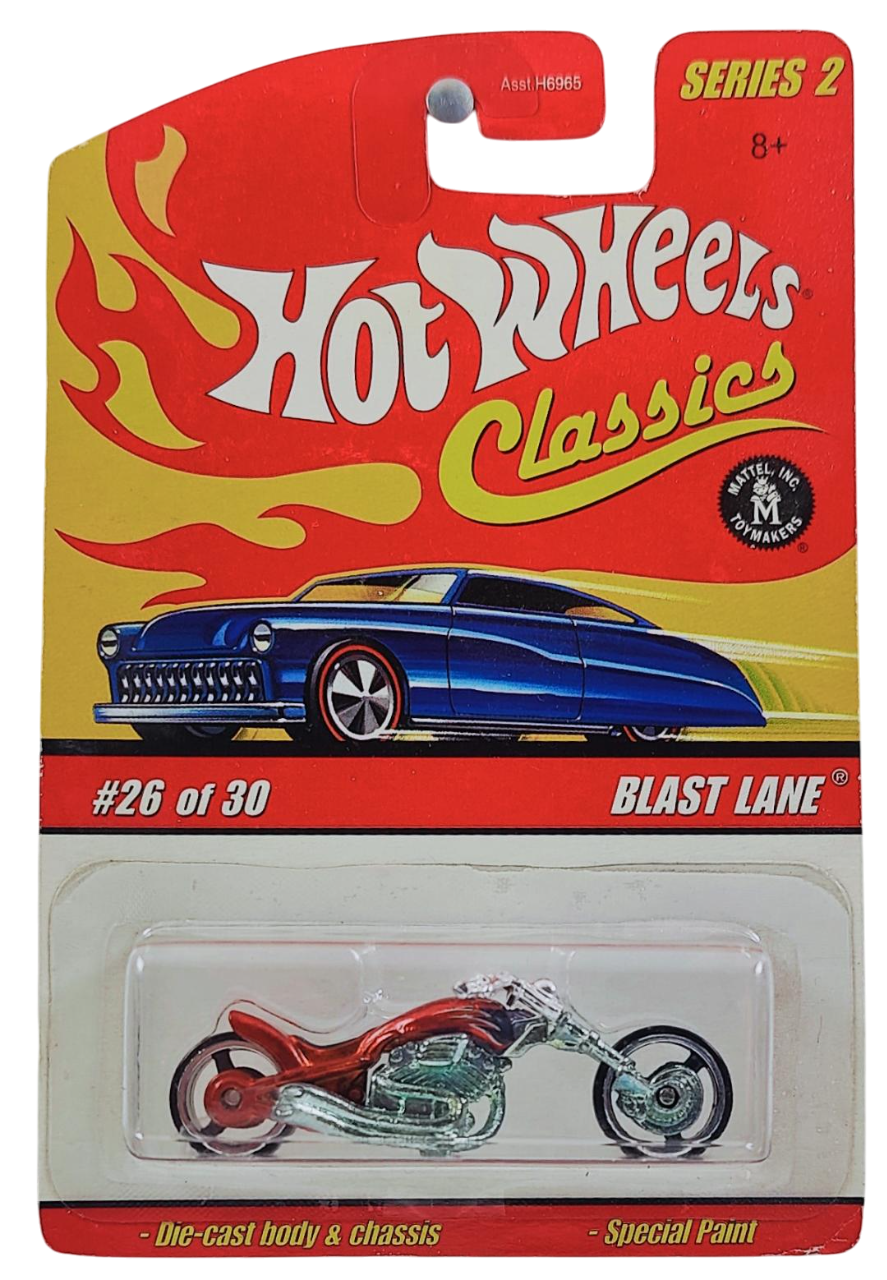 Asst.H6965
SERIES 2
8+
HOT WHEELS®
Classics
MATTEL, INC.
M
TOYMAKERS
®
#26 of 30
BLAST LANE®
- Die-cast body & chassis
- Special Paint